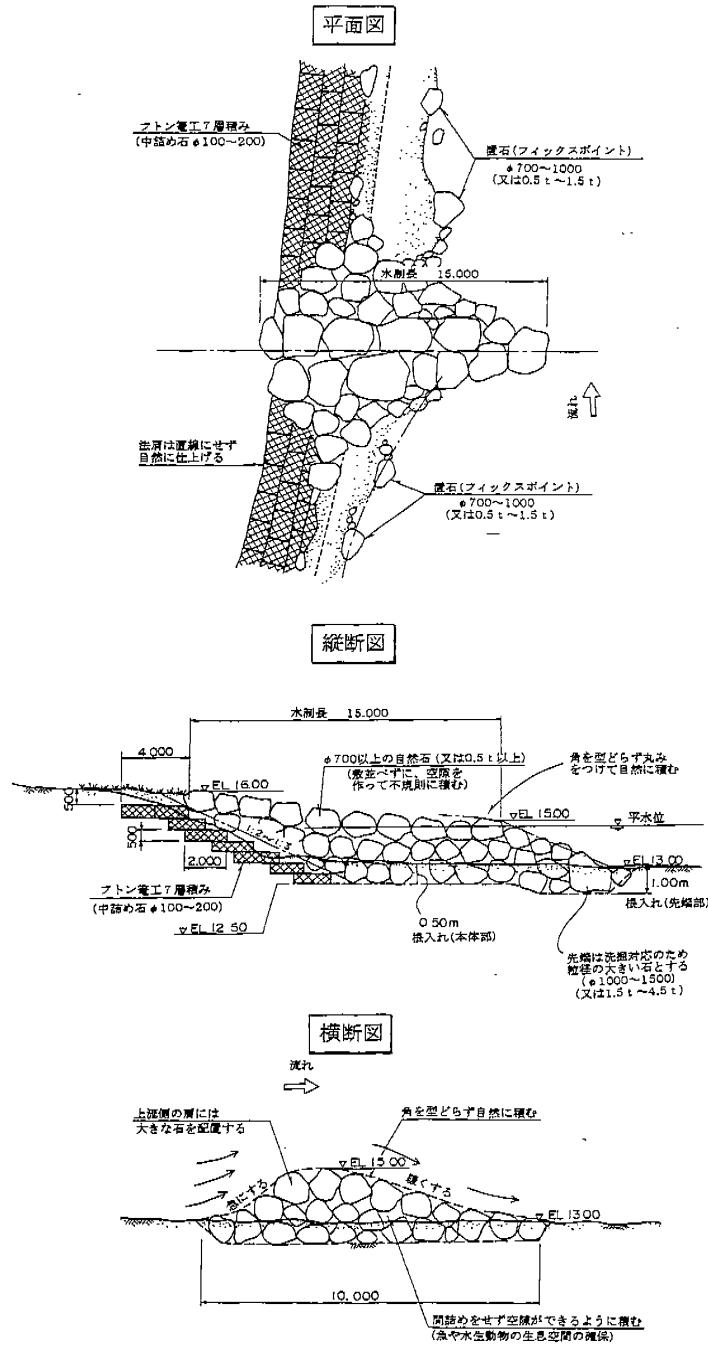 平面図
フトン篭工7層積み
(中詰め石φ100〜200)
置石(フィックスポイント)
φ700〜1000
(又は0.5t〜1.5t)
水制長 15.000
流れ
法肩は直線にせず
自然に仕上げる
置石(フィックスポイント)
φ700〜1000
(又は0.5t〜1.5t)
縦断図
水制長 15.000
4.000
φ700以上の自然石(又は0.5t以上)
(敷並べずに、空隙を
作って不規則に積む)
角を型どらず丸み
をつけて自然に積む
▽EL 16.00
500
▽EL 15.00
平水位
1:2〜1:3
500
2.000
▽EL 13.00
1.00m
根入れ(先端部)
フトン篭工7層積み
(中詰め石φ100〜200)
0.50m
根入れ(本体部)
▽EL 12.50
先端は洗掘対応のため
粒径の大きい石とする
(φ1000〜1500)
(又は1.5t〜4.5t)
横断図
流れ
上流側の肩には
大きな石を配置する
角を型どらず自然に積む
▽EL 15.00
急にする
緩くする
▽EL 13.00
10.000
間詰めをせず空隙ができるように積む
(魚や水生動物の生息空間の確保)